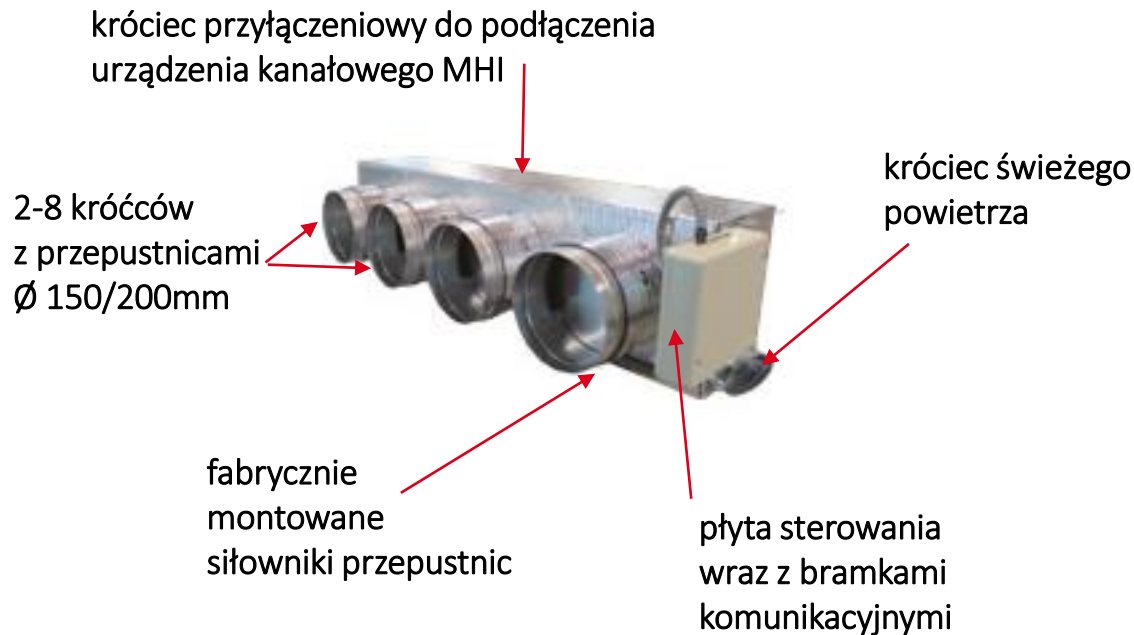 króciec przyłączeniowy do podłączenia
urządzenia kanałowego MHI
króciec świeżego
powietrza
2-8 króćców
z przepustnicami
Ø 150/200mm
fabrycznie
montowane
siłowniki przepustnic
płyta sterowania
wraz z bramkami
komunikacyjnymi